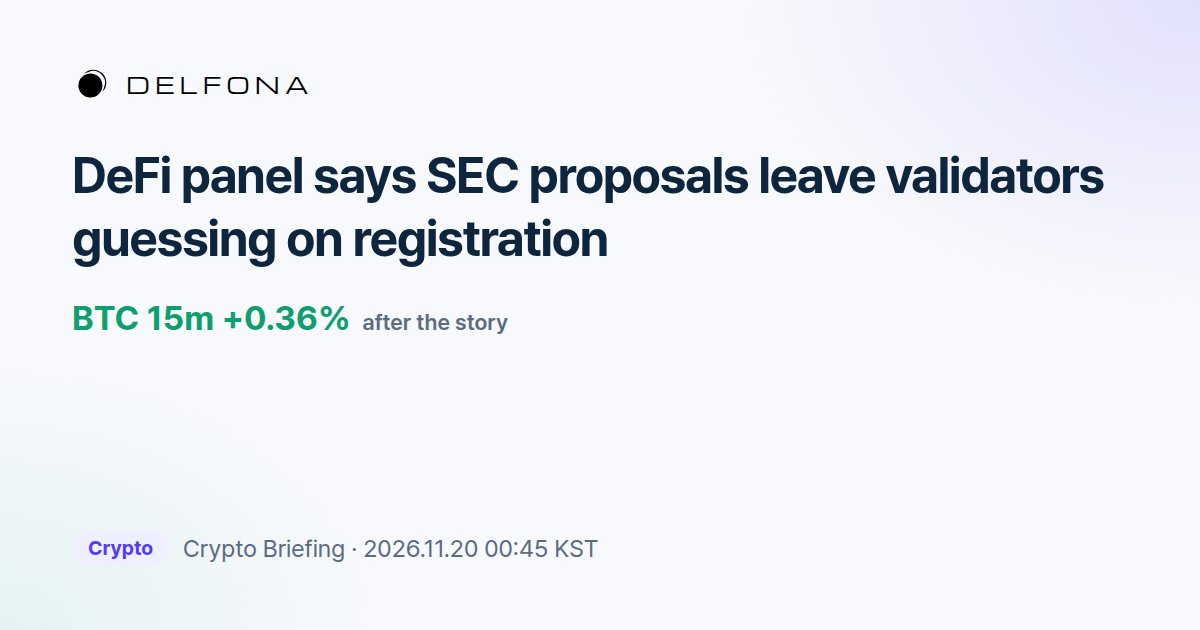 DELFONA
DeFi panel says SEC proposals leave validators
guessing on registration
BTC 15m +0.36% after the story
Crypto Crypto Briefing · 2026.11.20 00:45 KST